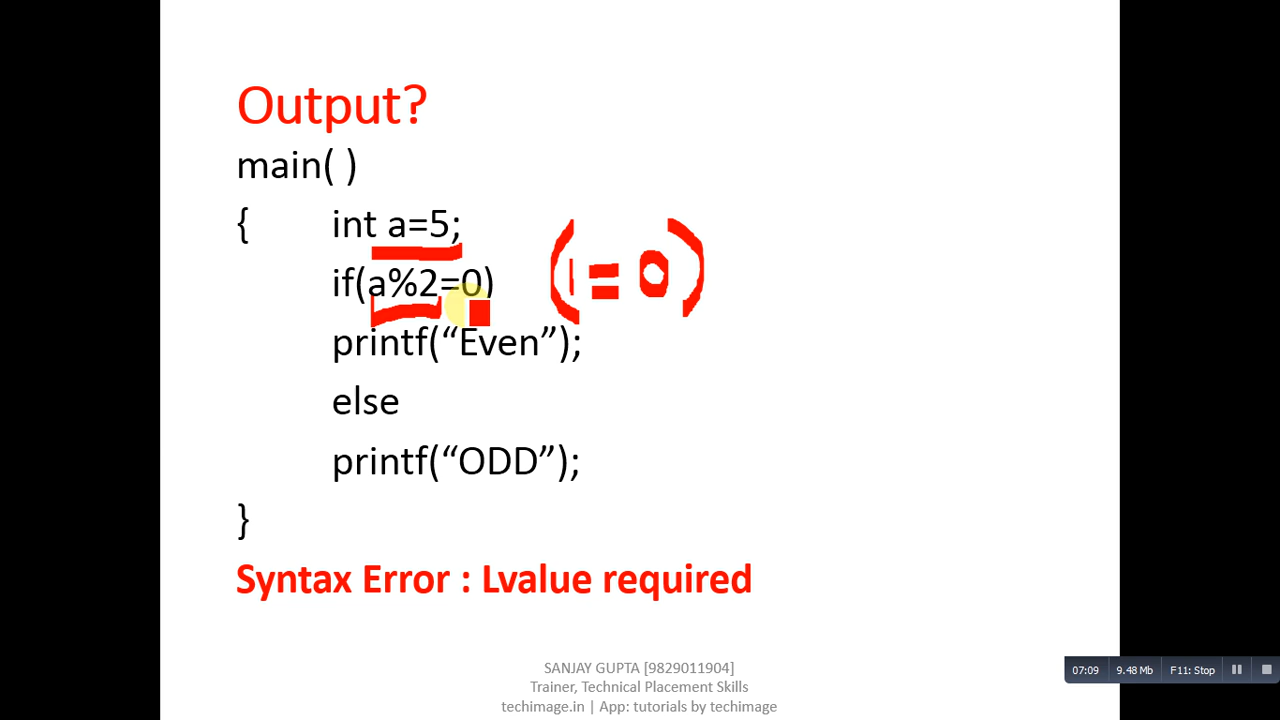 Output?
main( )
{ int a=5;
if(a%2=0)
(1=0)
printf(“Even”);
else
printf(“ODD”);
}
Syntax Error : Lvalue required
SANJAY GUPTA [9829011904]
Trainer, Technical Placement Skills
techimage.in | App: tutorials by techimage
07:09 9.48 Mb F11: Stop